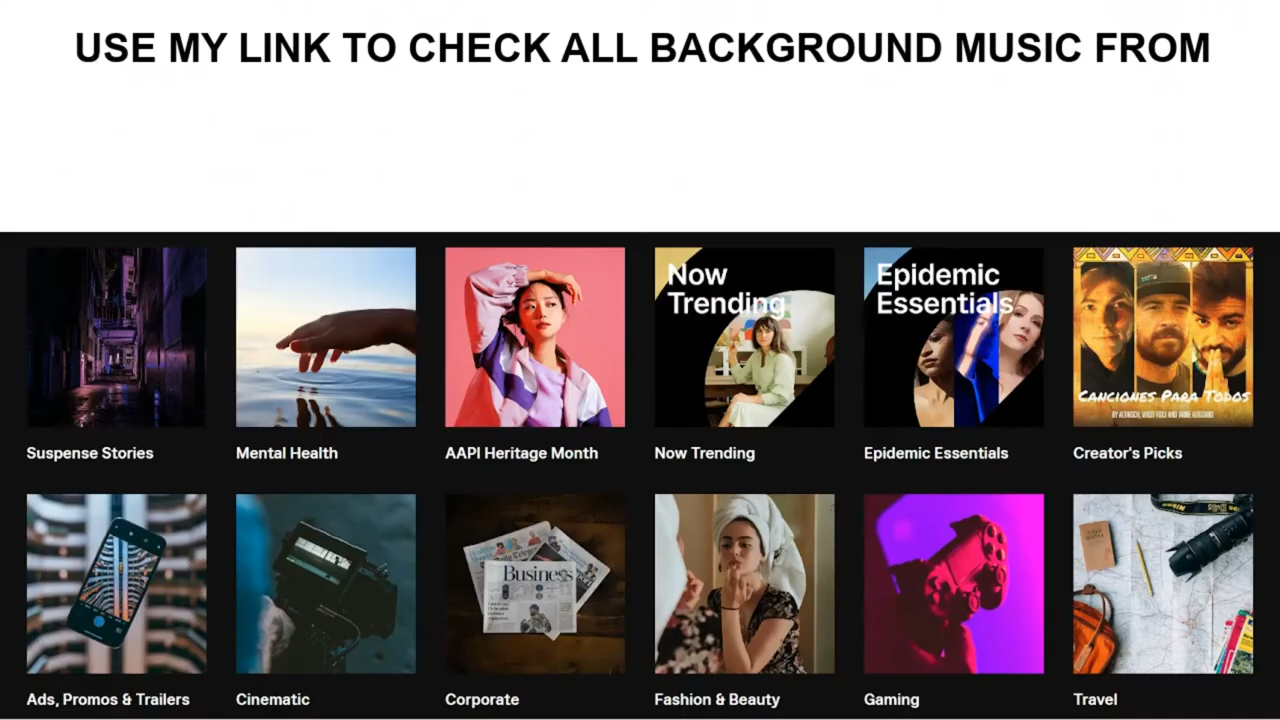 USE MY LINK TO CHECK ALL BACKGROUND MUSIC FROM
Now
Trending
Epidemic
Essentials
CANCIONES PARA TODOS
Suspense Stories
Mental Health
AAPI Heritage Month
Now Trending
Epidemic Essentials
Creator's Picks
Business
Ads, Promos & Trailers
Cinematic
Corporate
Fashion & Beauty
Gaming
Travel